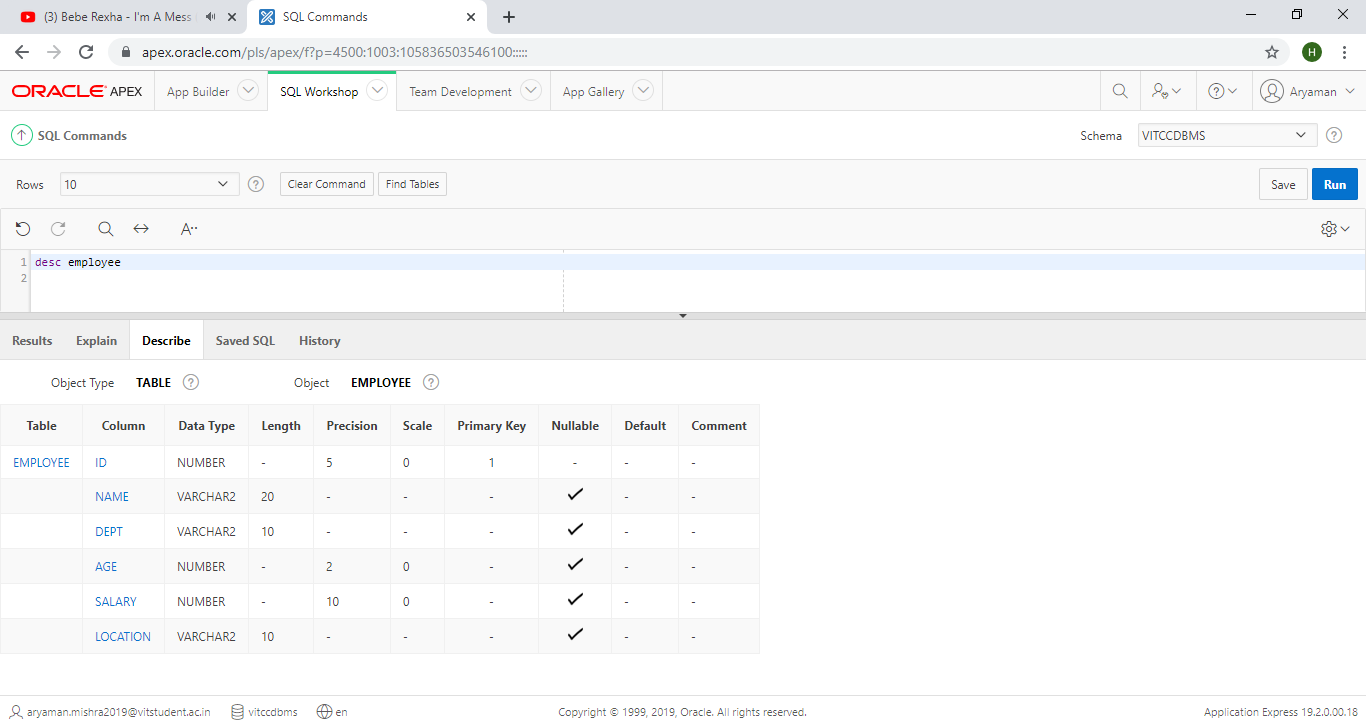 (3) Bebe Rexha - I'm A Mess
SQL Commands
apex.oracle.com/pls/apex/f?p=4500:1003:105836503546100:::::
H
ORACLE APEX App Builder SQL Workshop Team Development App Gallery Aryaman
SQL Commands Schema VITCCDBMS
Rows 10 Clear Command Find Tables Save Run
A··
1 desc employee
2
Results Explain Describe Saved SQL History
Object Type TABLE ? Object EMPLOYEE ?
Table Column Data Type Length Precision Scale Primary Key Nullable Default Comment
EMPLOYEE ID NUMBER - 5 0 1 - - -
NAME VARCHAR2 20 - - - ✓ - -
DEPT VARCHAR2 10 - - - ✓ - -
AGE NUMBER - 2 0 - ✓ - -
SALARY NUMBER - 10 0 - ✓ - -
LOCATION VARCHAR2 10 - - - ✓ - -
aryaman.mishra2019@vitstudent.ac.in vitccdbms en Copyright © 1999, 2019, Oracle. All rights reserved. Application Express 19.2.0.00.18